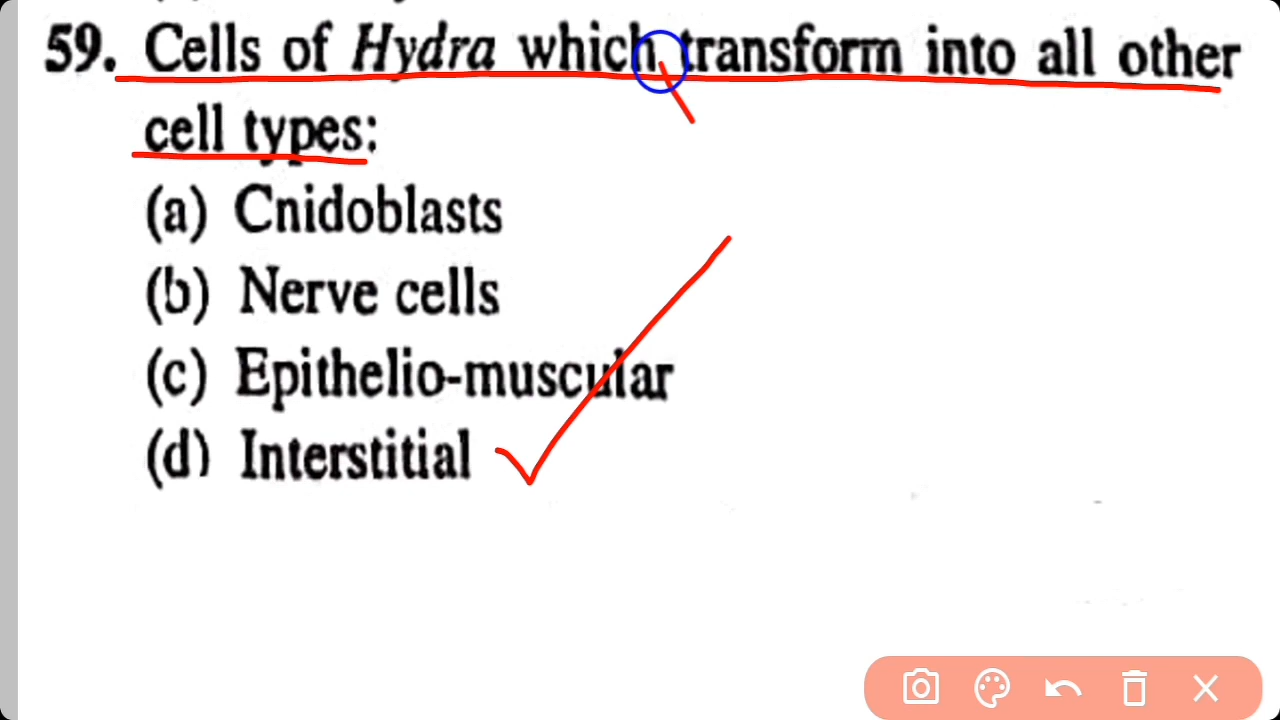 59. Cells of Hydra which transform into all other
cell types:
(a) Cnidoblasts
(b) Nerve cells
(c) Epithelio-muscular
(d) Interstitial